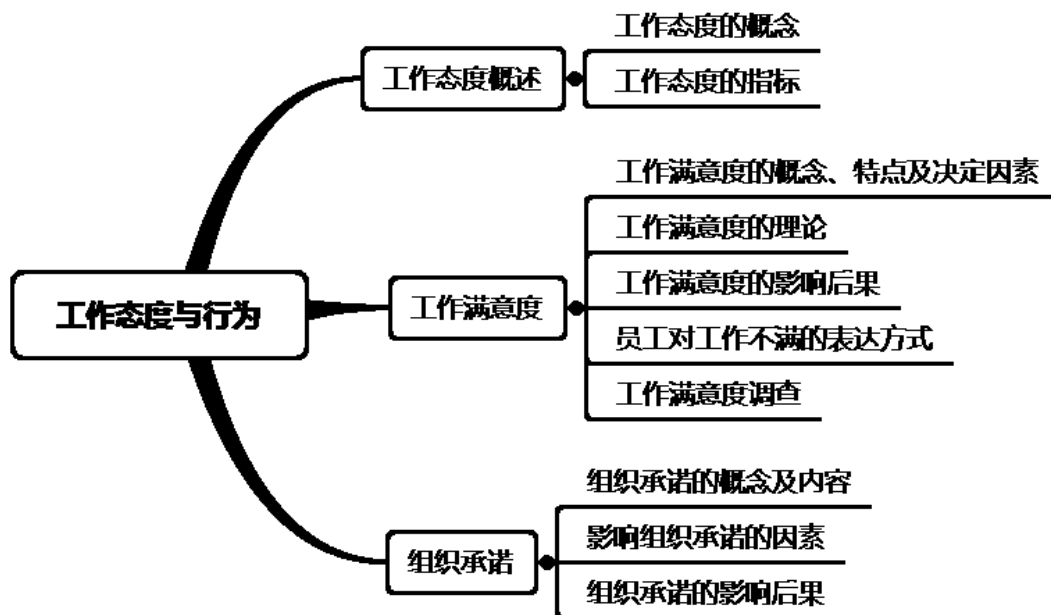 工作态度与行为
工作态度概述
工作态度的概念
工作态度的指标
工作满意度
工作满意度的概念、特点及决定因素
工作满意度的理论
工作满意度的影响后果
员工对工作不满的表达方式
工作满意度调查
组织承诺
组织承诺的概念及内容
影响组织承诺的因素
组织承诺的影响后果